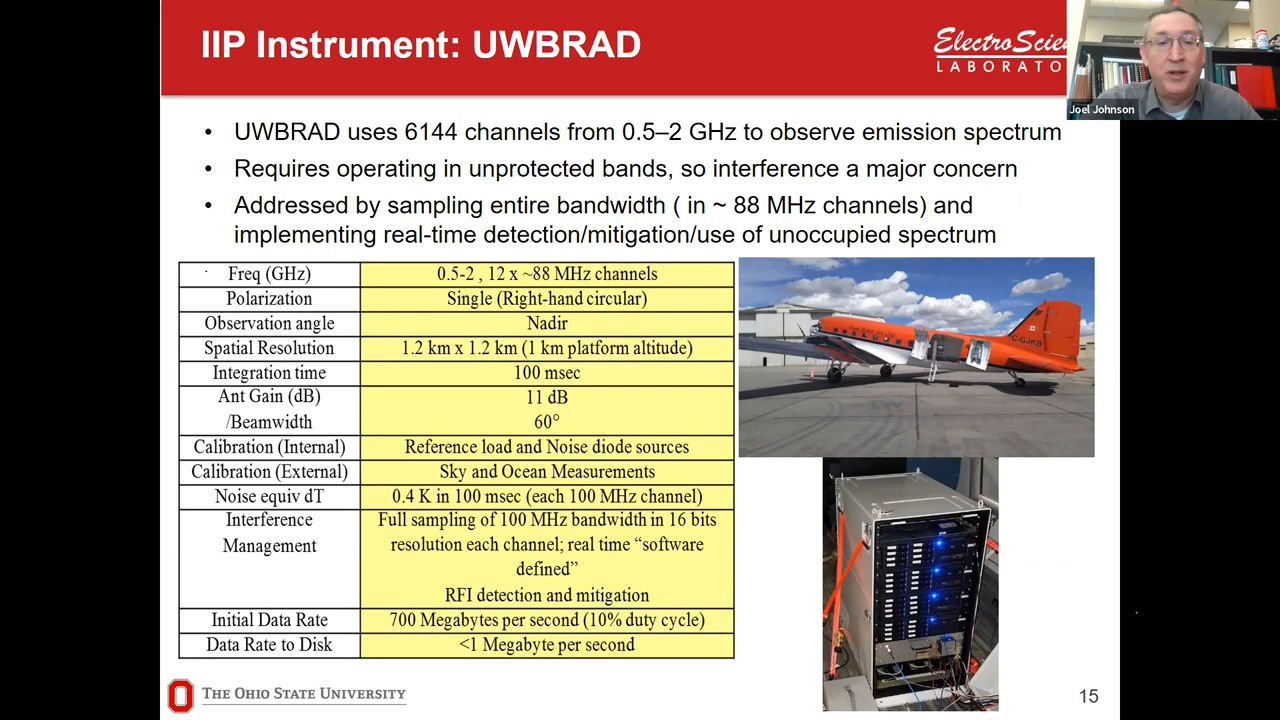 IIP Instrument: UWBRAD
ElectroScien
LABORATO
Joel Johnson
• UWBRAD uses 6144 channels from 0.5–2 GHz to observe emission spectrum
• Requires operating in unprotected bands, so interference a major concern
• Addressed by sampling entire bandwidth ( in ~ 88 MHz channels) and
implementing real-time detection/mitigation/use of unoccupied spectrum
Freq (GHz) 0.5-2 , 12 x ~88 MHz channels
Polarization Single (Right-hand circular)
Observation angle Nadir
Spatial Resolution 1.2 km x 1.2 km (1 km platform altitude)
Integration time 100 msec
Ant Gain (dB) 11 dB
/Beamwidth 60°
Calibration (Internal) Reference load and Noise diode sources
Calibration (External) Sky and Ocean Measurements
Noise equiv dT 0.4 K in 100 msec (each 100 MHz channel)
Interference Full sampling of 100 MHz bandwidth in 16 bits
Management resolution each channel; real time “software
defined”
RFI detection and mitigation
Initial Data Rate 700 Megabytes per second (10% duty cycle)
Data Rate to Disk <1 Megabyte per second
C-GJKB
THE OHIO STATE UNIVERSITY
15